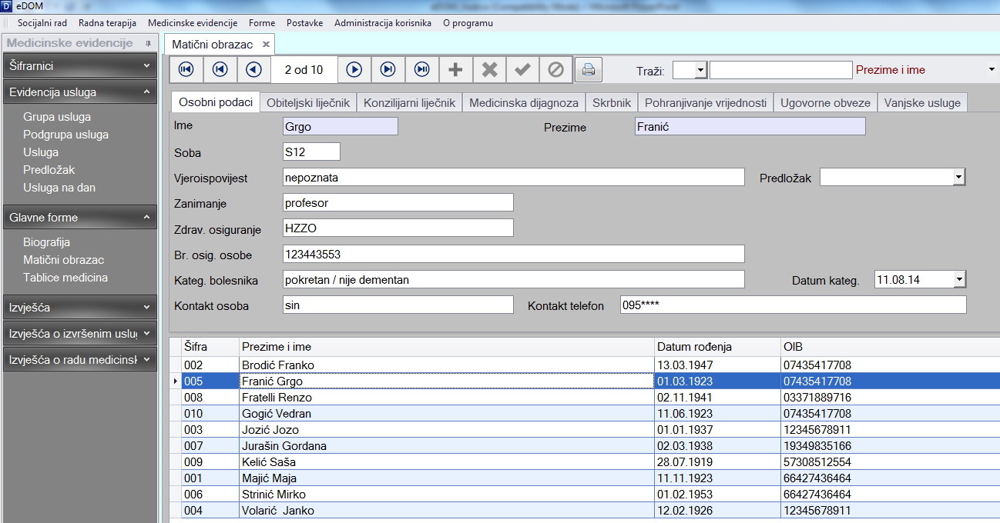 D eDOM
Socijalni rad Radna terapija Medicinske evidencije Forme Postavke Administracija korisnika O programu
Medicinske evidencije
Matični obrazac
Šifrarnici
2 od 10
Traži:
Prezime i ime
Evidencija usluga
Osobni podaci Obiteljski liječnik Konzilijarni liječnik Medicinska dijagnoza Skrbnik Pohranjivanje vrijednosti Ugovorne obveze Vanjske usluge
Grupa usluga
Podgrupa usluga
Usluga
Predložak
Usluga na dan
Glavne forme
Biografija
Matični obrazac
Tablice medicina
Izvješća
Izvješća o izvršenim uslug
Izvješća o radu medicinsk
Ime Grgo Prezime Franić
Soba S12
Vjeroispovijest nepoznata Predložak
Zanimanje profesor
Zdrav. osiguranje HZZO
Br. osig. osobe 123443553
Kateg. bolesnika pokretan / nije dementan Datum kateg. 11.08.14
Kontakt osoba sin Kontakt telefon 095****
Šifra Prezime i ime Datum rođenja OIB
002 Brodić Franko 13.03.1947 07435417708
005 Franić Grgo 01.03.1923 07435417708
008 Fratelli Renzo 02.11.1941 03371889716
010 Gogić Vedran 11.06.1923 07435417708
003 Jozić Jozo 01.01.1937 12345678911
007 Jurašin Gordana 02.03.1938 19349835166
009 Kelić Saša 28.07.1919 57308512554
001 Majić Maja 11.11.1923 66427436464
006 Strinić Mirko 01.02.1953 66427436464
004 Volarić Janko 12.02.1926 12345678911